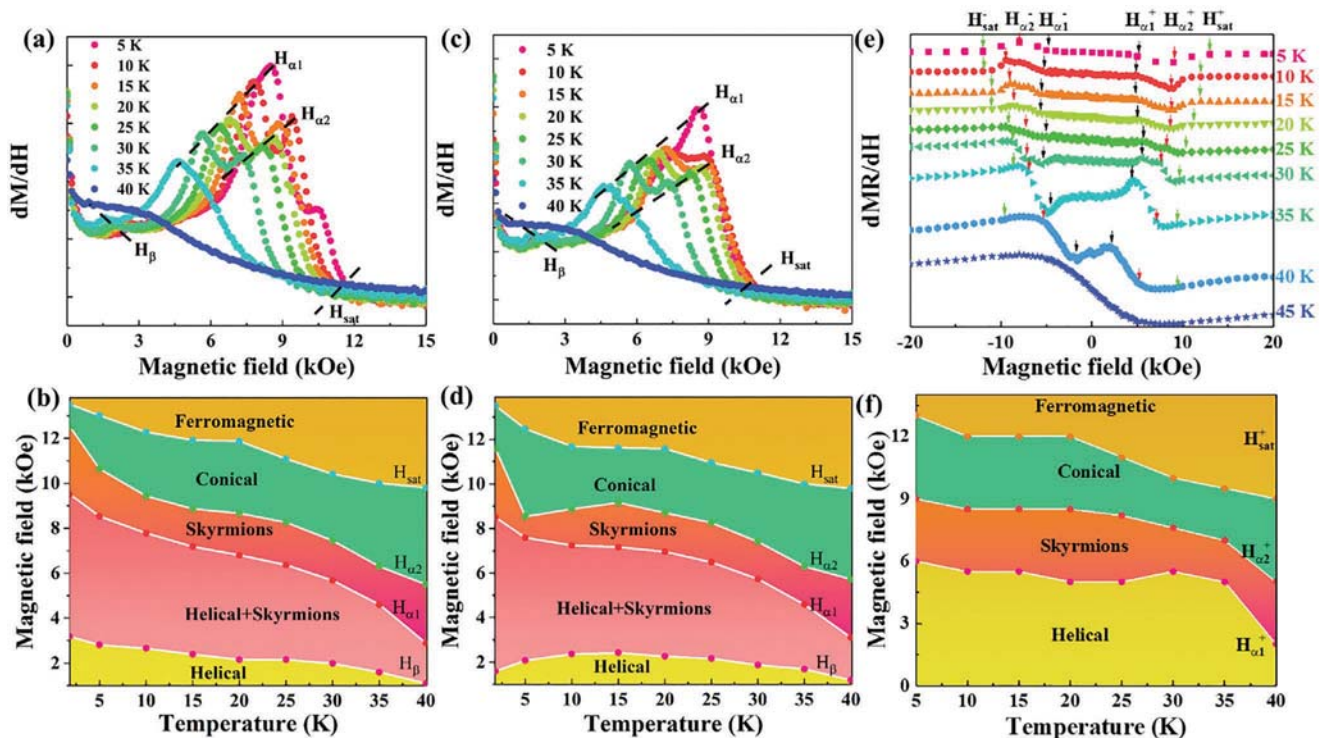 (a)
5 K
10 K
15 K
20 K
25 K
30 K
35 K
40 K
Hα1
Hα2
Hβ
Hsat
dM/dH
0 3 6 9 12 15
Magnetic field (kOe)
(c)
5 K
10 K
15 K
20 K
25 K
30 K
35 K
40 K
Hα1
Hα2
Hβ
Hsat
dM/dH
0 3 6 9 12 15
Magnetic field (kOe)
(e)
H⁻sat H⁻α2 H⁻α1 H⁺α1 H⁺α2 H⁺sat
5 K
10 K
15 K
20 K
25 K
30 K
35 K
40 K
45 K
dMR/dH
-20 -10 0 10 20
Magnetic field (kOe)
(b)
Ferromagnetic
Hsat
Conical
Skyrmions
Hα2
Hα1
Helical+Skyrmions
Hβ
Helical
Magnetic field (kOe)
12
10
8
6
4
2
5 10 15 20 25 30 35 40
Temperature (K)
(d)
Ferromagnetic
Hsat
Conical
Skyrmions
Hα2
Hα1
Helical+Skyrmions
Hβ
Helical
Magnetic field (kOe)
12
10
8
6
4
2
5 10 15 20 25 30 35 40
Temperature (K)
(f)
Ferromagnetic
H⁺sat
Conical
Skyrmions
H⁺α2
Helical
H⁺α1
Magnetic field (kOe)
12
9
6
3
0
5 10 15 20 25 30 35 40
Temperature (K)